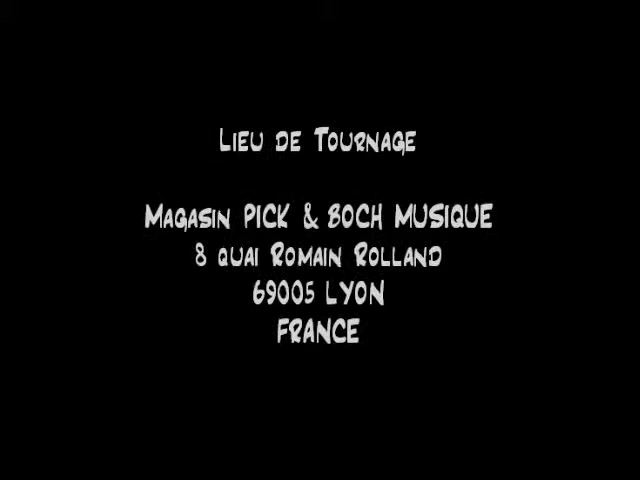 Lieu de Tournage
Magasin PICK & BOCH MUSIQUE
8 quai Romain Rolland
69005 LYON
FRANCE